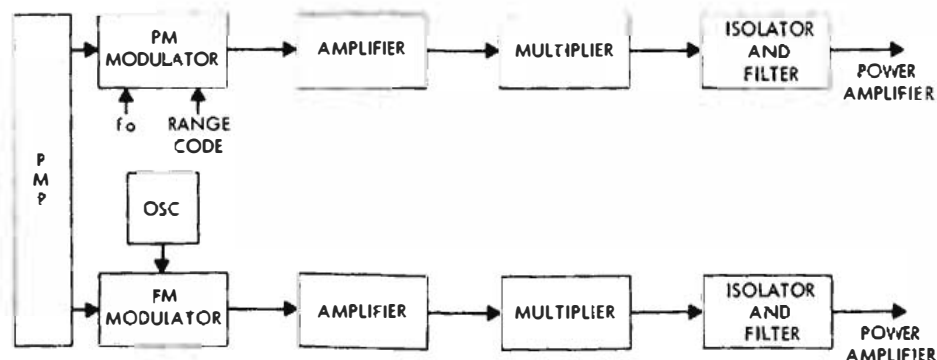 PM
MODULATOR
AMPLIFIER
MULTIPLIER
ISOLATOR
AND
FILTER
POWER
AMPLIFIER
fo
RANGE
CODE
PMP
OSC
FM
MODULATOR
AMPLIFIER
MULTIPLIER
ISOLATOR
AND
FILTER
POWER
AMPLIFIER